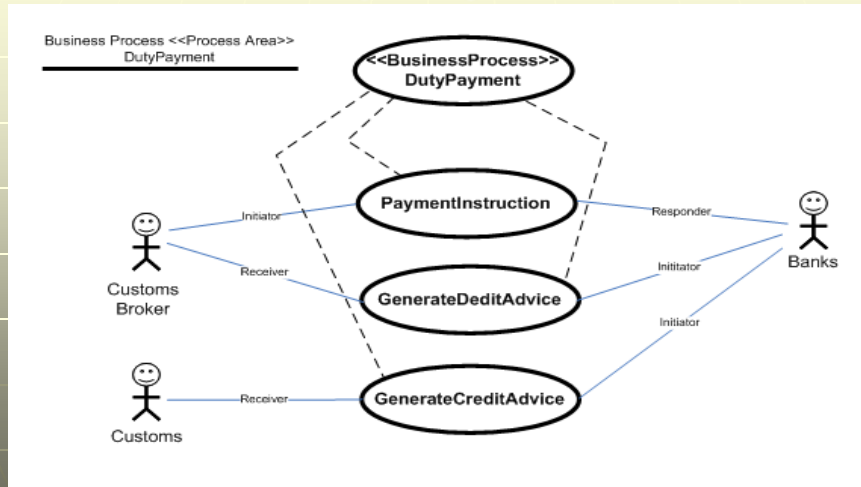 Business Process <<Process Area>>
DutyPayment
<<BusinessProcess>>
DutyPayment
PaymentInstruction
Initiator
Responder
Customs
Broker
Banks
Receiver
Inititator
GenerateDeditAdvice
Initiator
GenerateCreditAdvice
Receiver
Customs